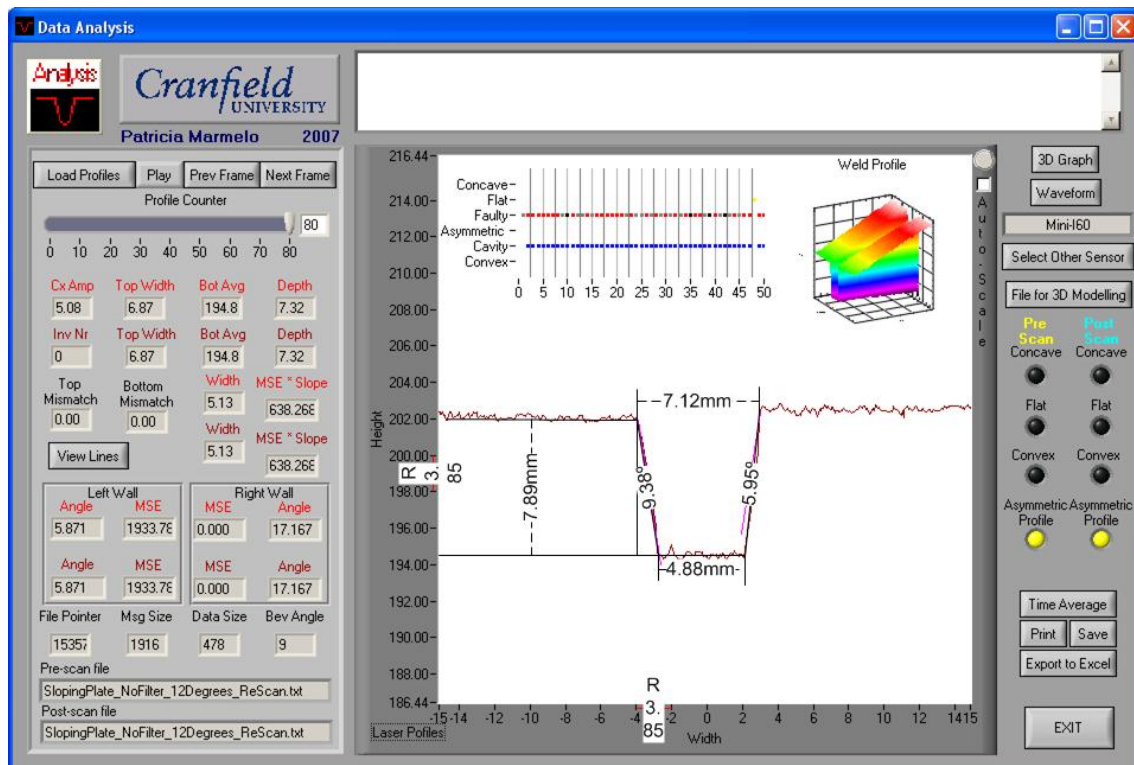 Data Analysis
Analysis
Cranfield
UNIVERSITY
Patricia Marmelo 2007
Load Profiles Play Prev Frame Next Frame
Profile Counter
80
0 10 20 30 40 50 60 70 80
Cx Amp Top Width Bot Avg Depth
5.08 6.87 194.8 7.32
Inv Nr Top Width Bot Avg Depth
0 6.87 194.8 7.32
Top Mismatch Bottom Mismatch Width MSE * Slope
0.00 0.00 5.13 638.268
Width MSE * Slope
5.13 638.268
View Lines
Left Wall Right Wall
Angle MSE MSE Angle
5.871 1933.78 0.000 17.167
Angle MSE MSE Angle
5.871 1933.78 0.000 17.167
File Pointer Msg Size Data Size Bev Angle
15357 1916 478 9
Pre-scan file
SlopingPlate_NoFilter_12Degrees_ReScan.txt
Post-scan file
SlopingPlate_NoFilter_12Degrees_ReScan.txt
216.44
214.00
212.00
210.00
208.00
206.00
204.00
202.00
200.00
198.00
196.00
194.00
192.00
190.00
188.00
186.44
Height
R
3.
85
Concave
Flat
Faulty
Asymmetric
Cavity
Convex
0 5 10 15 20 25 30 35 40 45 50
Weld Profile
7.12mm
7.89mm
9.38º
5.95º
4.88mm
R
3.
85
-15 -14 -12 -10 -8 -6 -4 -2 0 2 4 6 8 10 12 14 15
Laser Pofiles
Width
Auto-Scale
3D Graph
Waveform
Mini-I60
Select Other Sensor
File for 3D Modelling
Pre Scan Post Scan
Concave Concave
Flat Flat
Convex Convex
Asymmetric Profile Asymmetric Profile
Time Average
Print Save
Export to Excel
EXIT